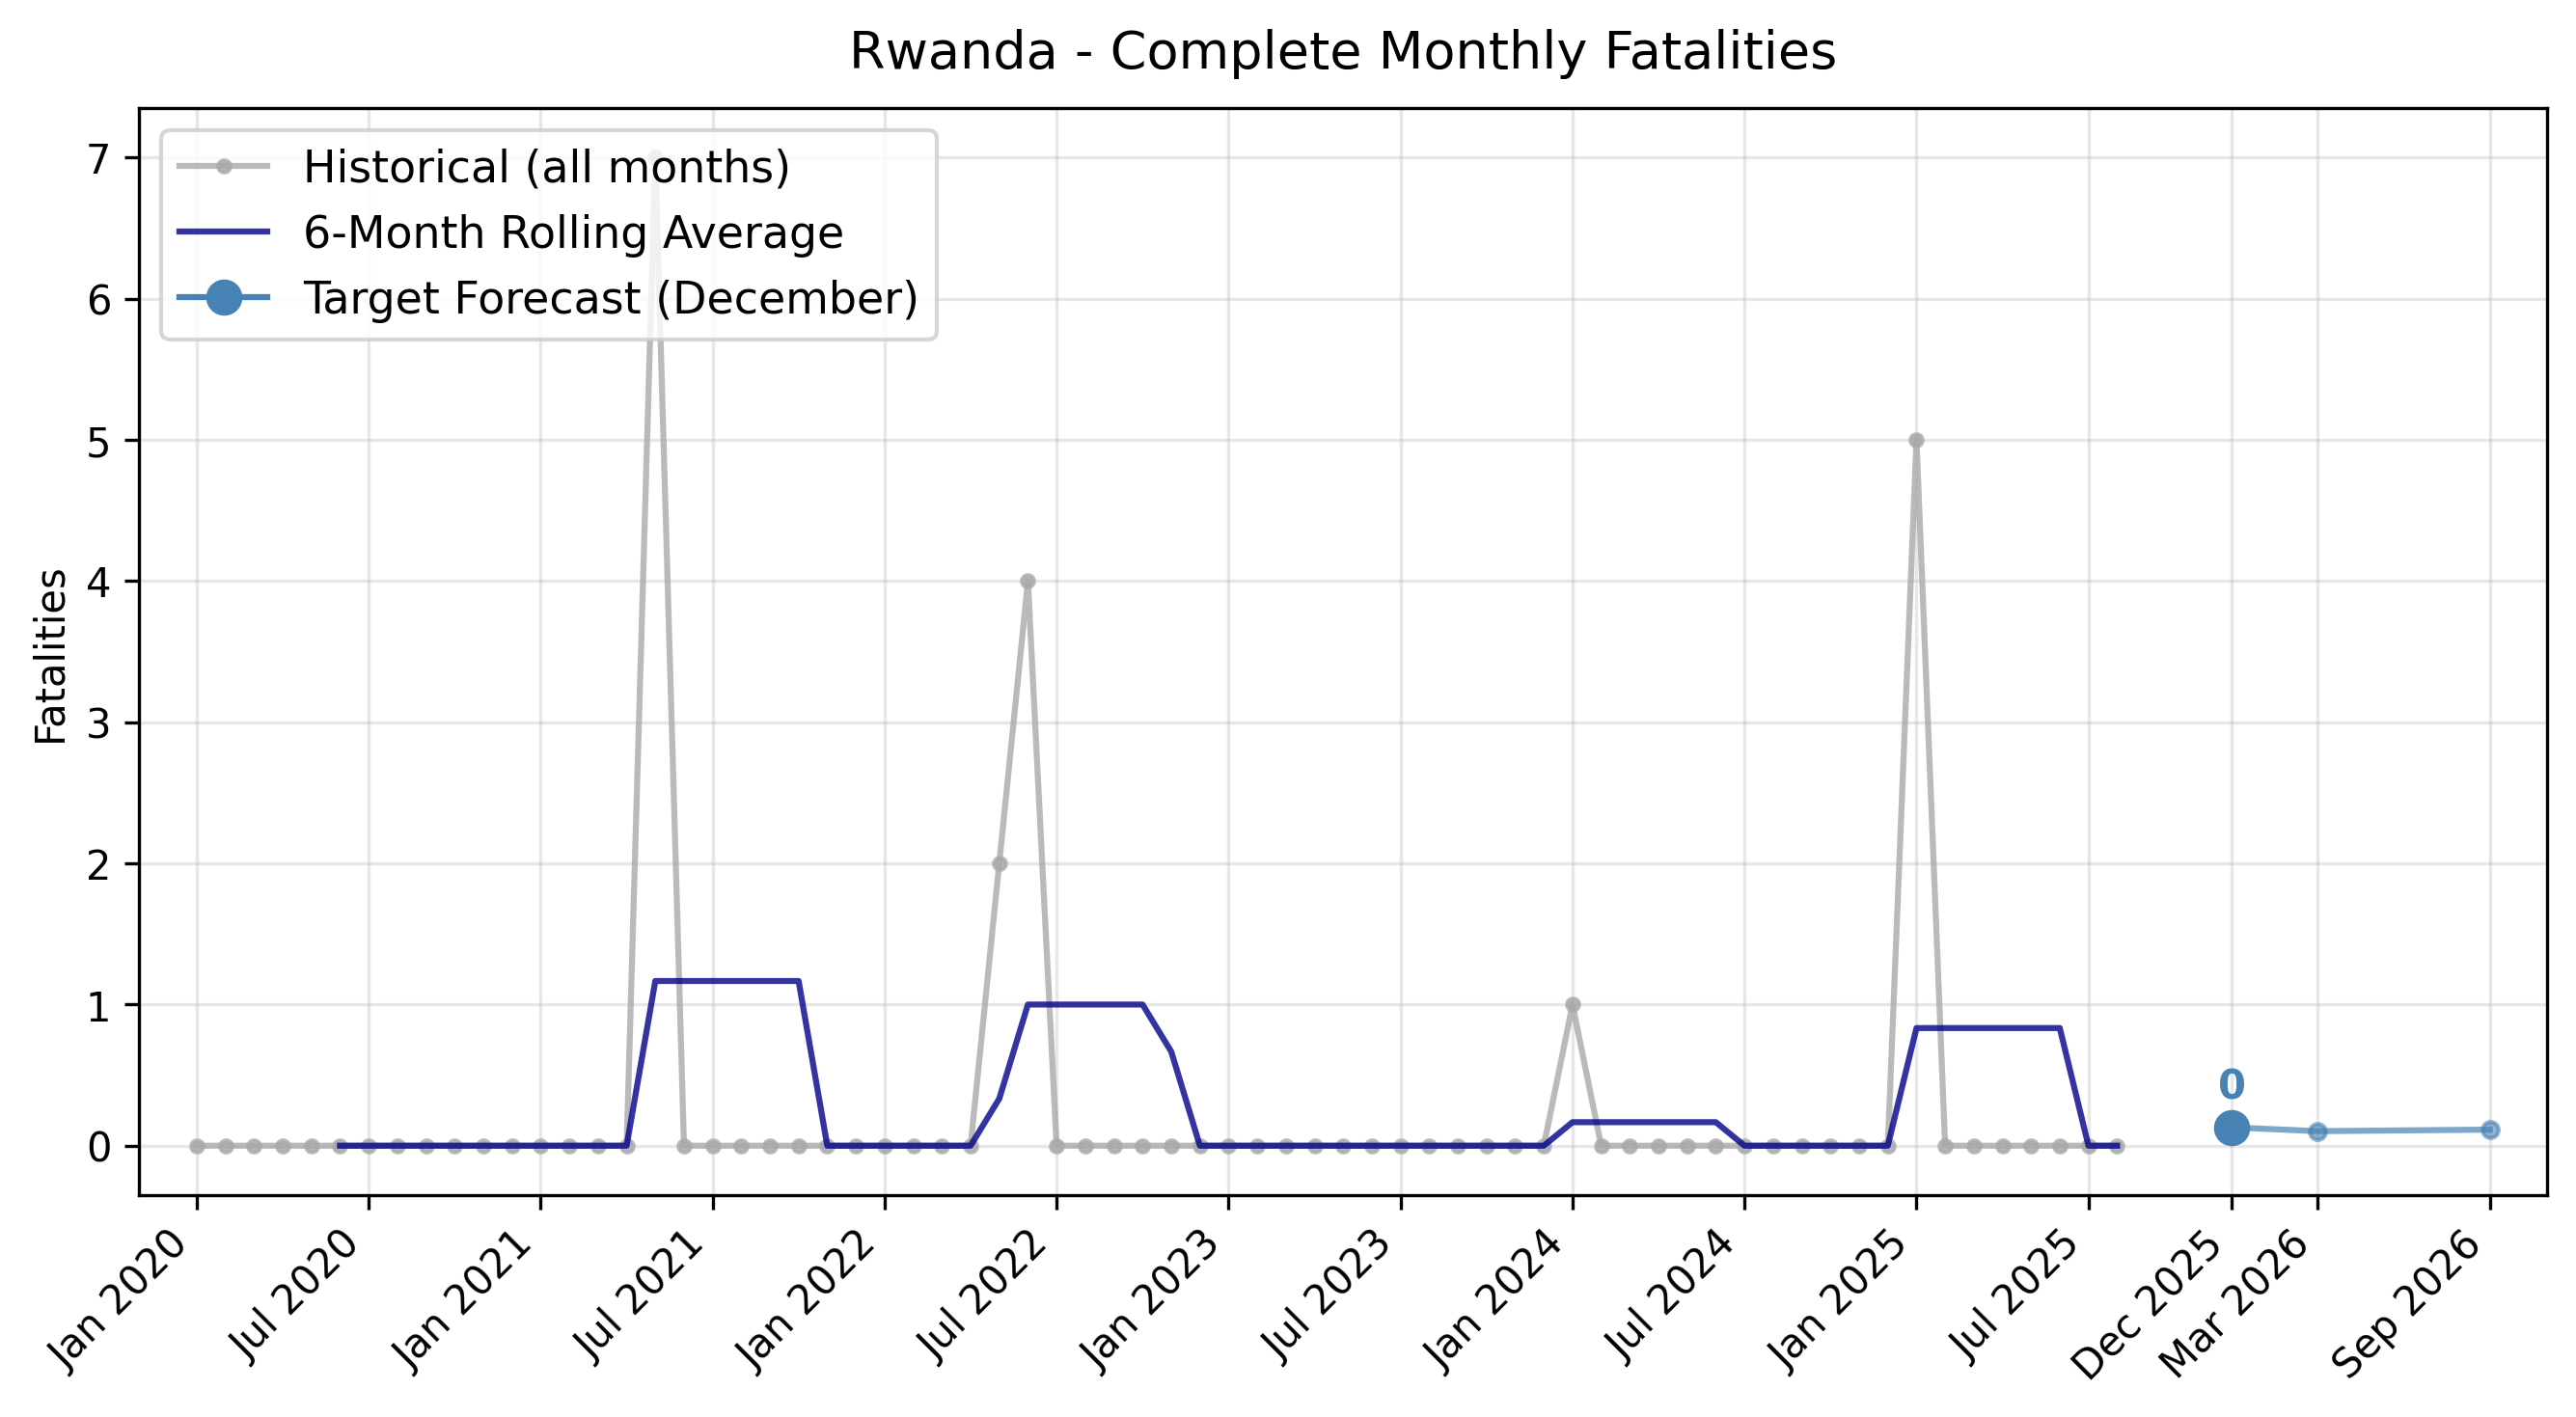 Rwanda - Complete Monthly Fatalities
Historical (all months)
6-Month Rolling Average
Target Forecast (December)
Fatalities
7
6
5
4
3
2
1
0
0
Jan 2020
Jul 2020
Jan 2021
Jul 2021
Jan 2022
Jul 2022
Jan 2023
Jul 2023
Jan 2024
Jul 2024
Jan 2025
Jul 2025
Dec 2025
Mar 2026
Sep 2026